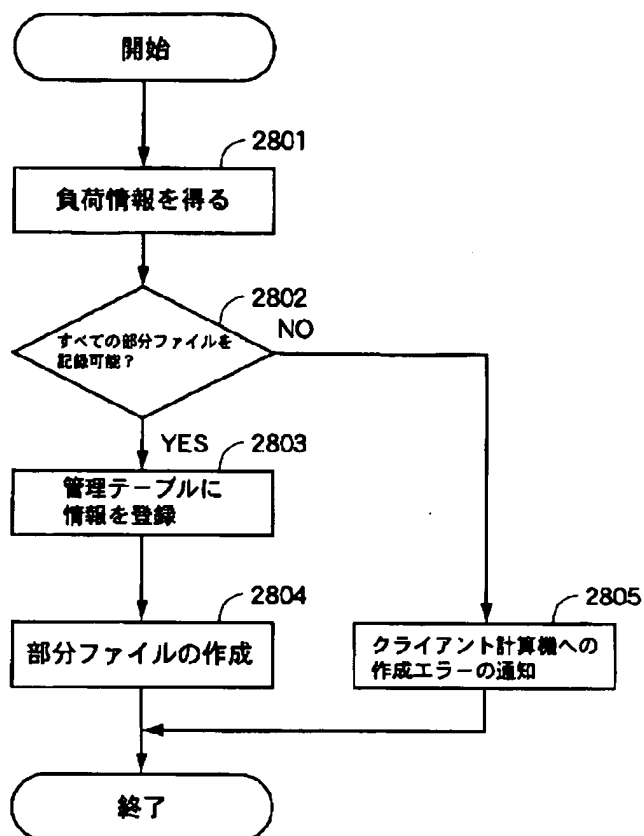 開始
2801
負荷情報を得る
2802
すべての部分ファイルを
記録可能？
NO
YES
2803
管理テーブルに
情報を登録
2804
部分ファイルの作成
2805
クライアント計算機への
作成エラーの通知
終了